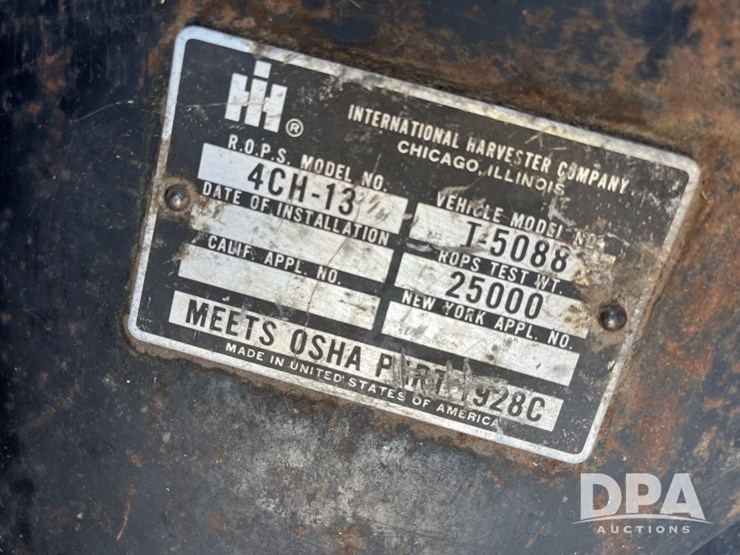 IH ®
INTERNATIONAL HARVESTER COMPANY
CHICAGO, ILLINOIS
R.O.P.S. MODEL NO.
4CH-13
VEHICLE MODEL NO.
T-5088
DATE OF INSTALLATION
ROPS TEST WT.
25000
CALIF. APPL. NO.
NEW YORK APPL. NO.
MEETS OSHA PART 1928C
MADE IN UNITED STATES OF AMERICA
DPA
AUCTIONS